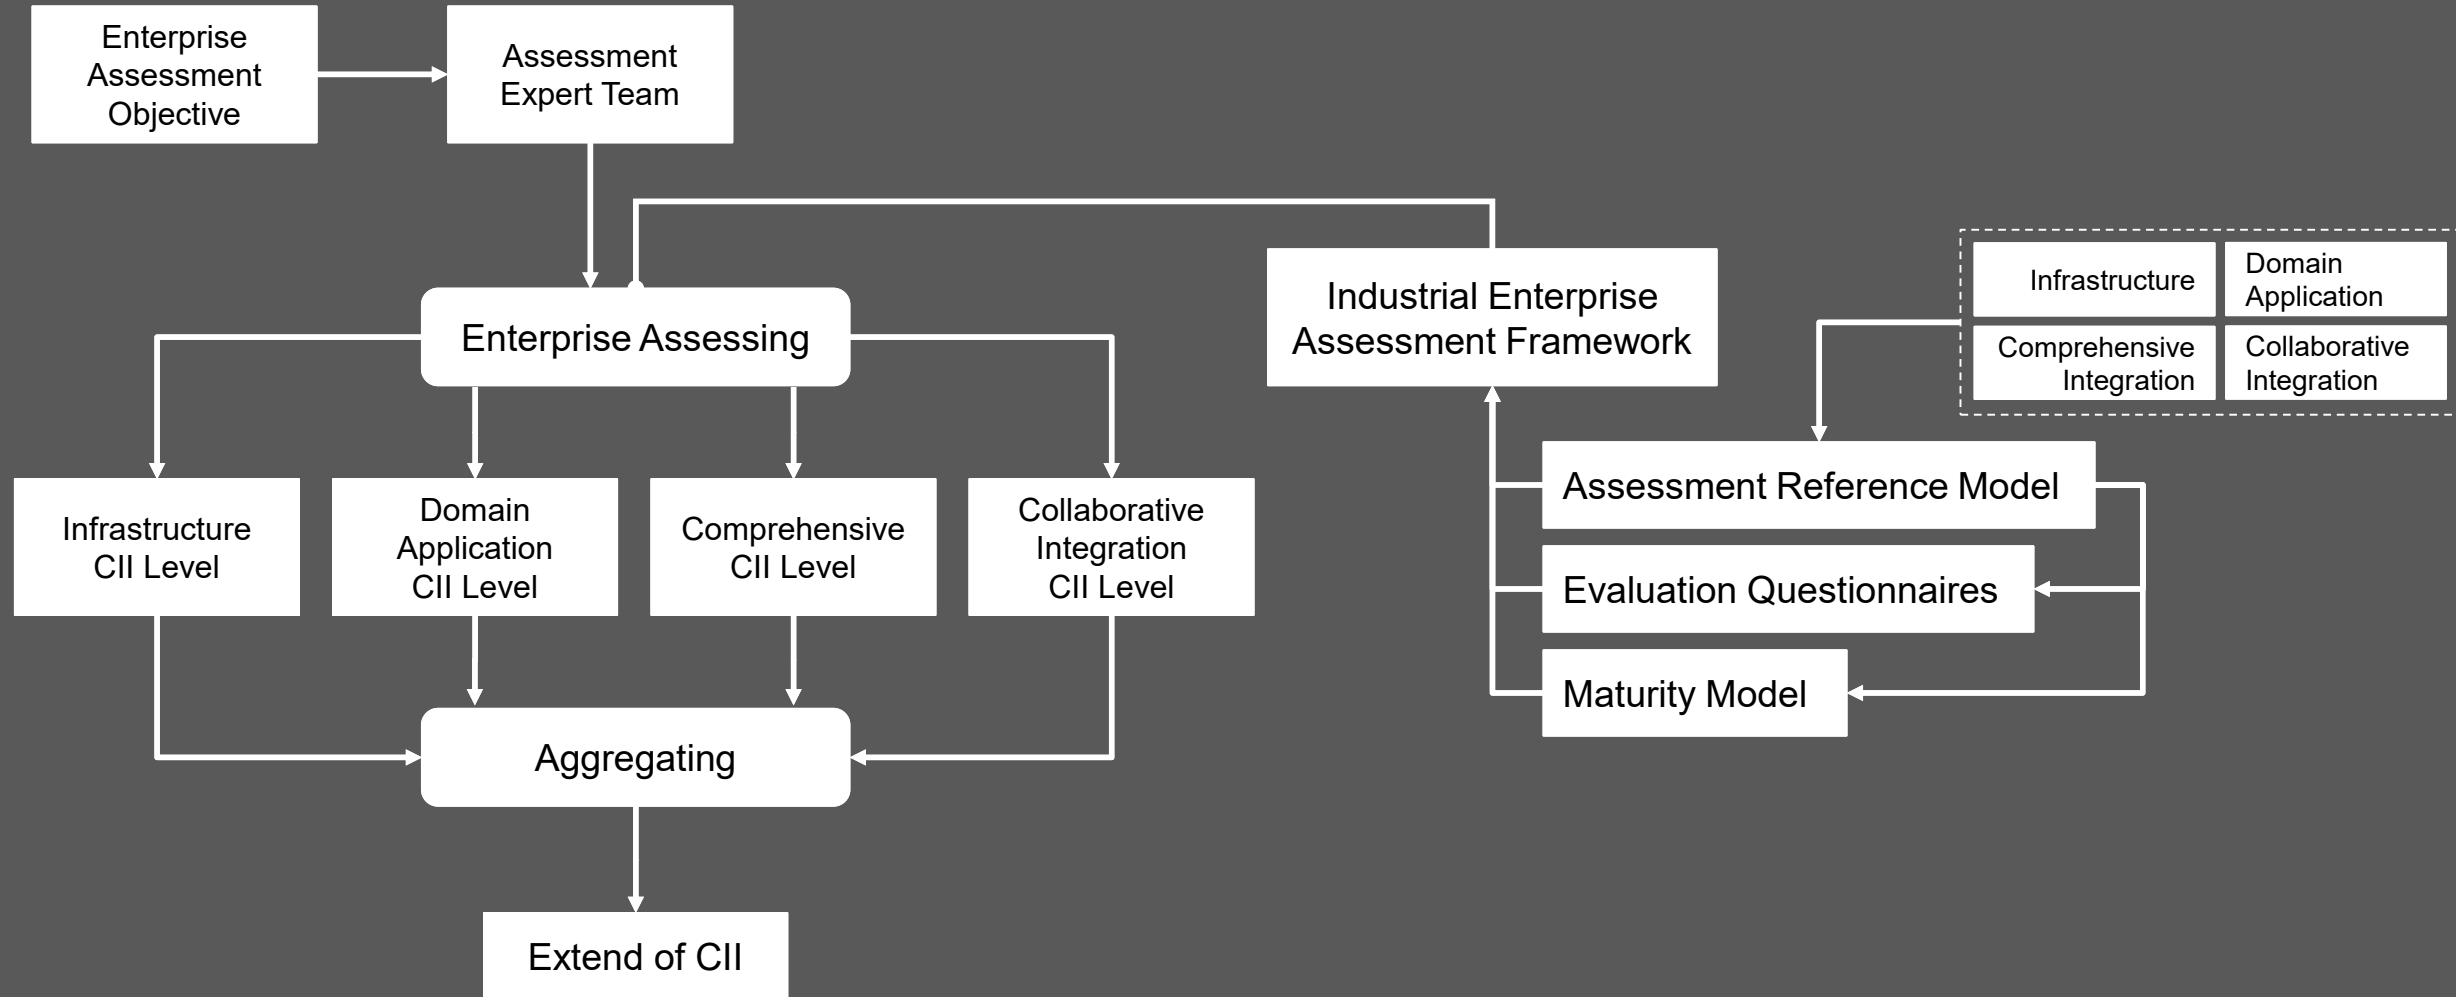 Enterprise
Assessment
Objective
Assessment
Expert Team
Enterprise Assessing
Infrastructure
CII Level
Domain
Application
CII Level
Comprehensive
CII Level
Collaborative
Integration
CII Level
Aggregating
Extend of CII
Industrial Enterprise
Assessment Framework
Infrastructure
Domain
Application
Comprehensive
Integration
Collaborative
Integration
Assessment Reference Model
Evaluation Questionnaires
Maturity Model